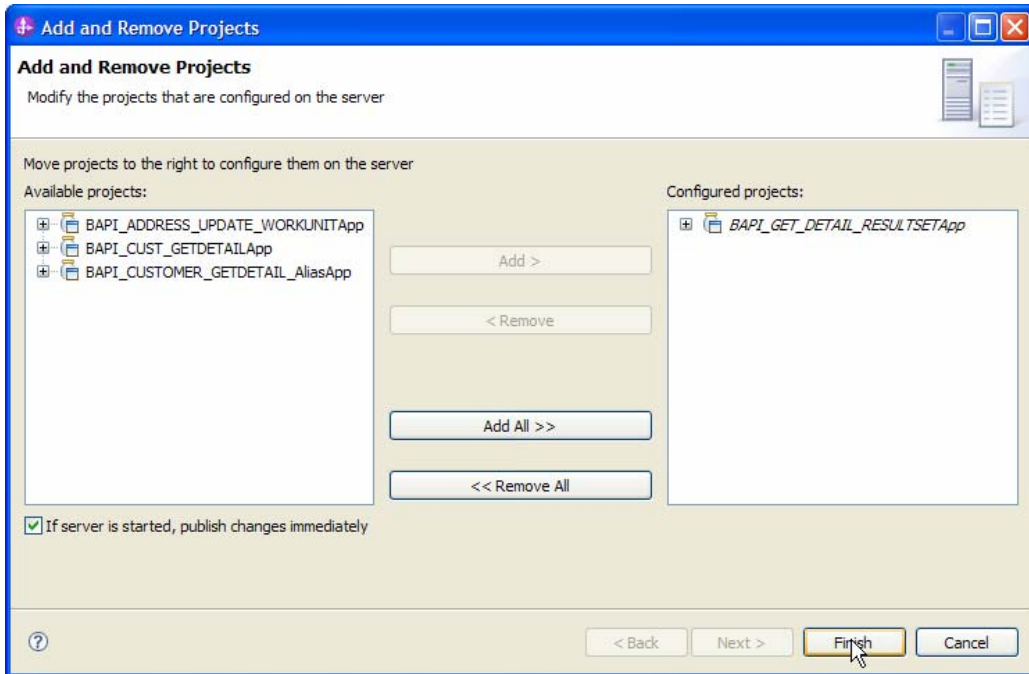 Add and Remove Projects
Add and Remove Projects
Modify the projects that are configured on the server
Move projects to the right to configure them on the server
Available projects:
BAPI_ADDRESS_UPDATE_WORKUNITApp
BAPI_CUST_GETDETAILApp
BAPI_CUSTOMER_GETDETAIL_AliasApp
Add >
< Remove
Add All >>
<< Remove All
Configured projects:
BAPI_GET_DETAIL_RESULTSETApp
If server is started, publish changes immediately
?
< Back
Next >
Finish
Cancel